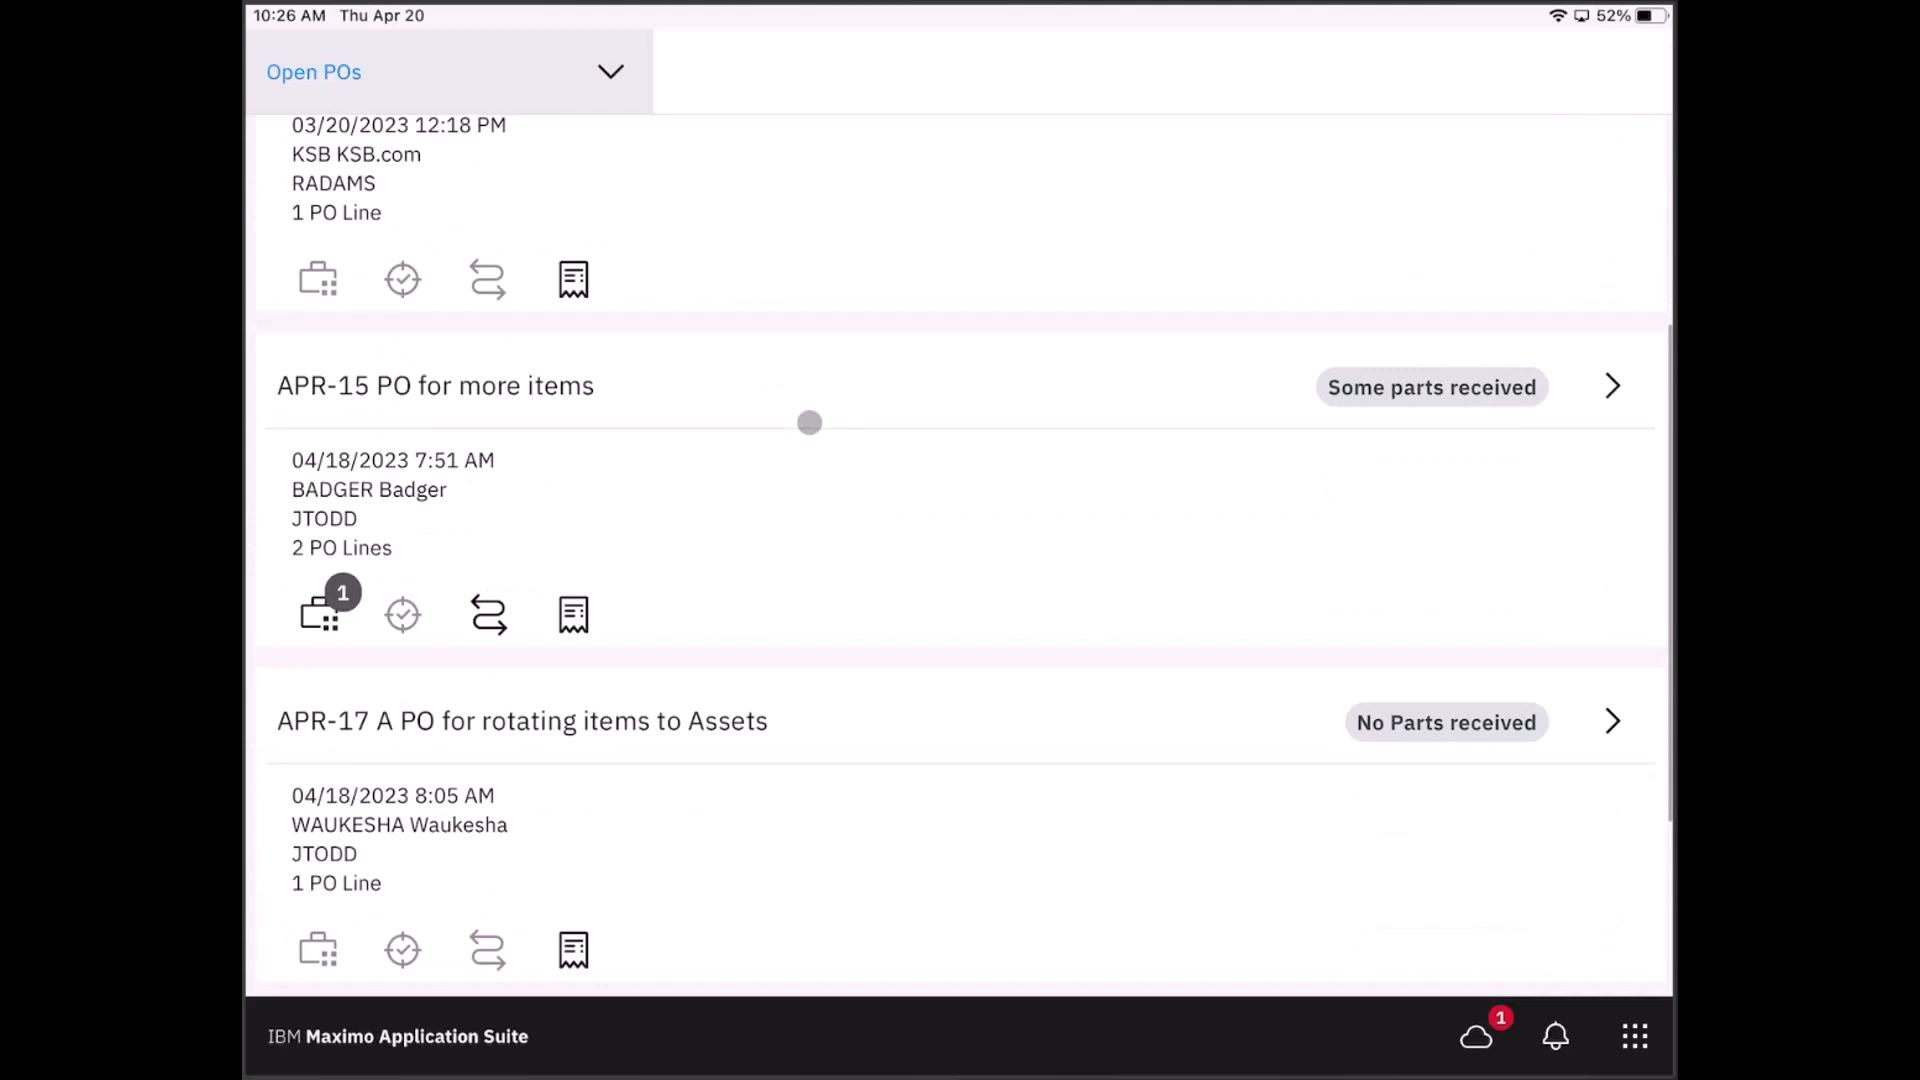 10:26 AM Thu Apr 20
52%
Open POs
03/20/2023 12:18 PM
KSB KSB.com
RADAMS
1 PO Line
APR-15 PO for more items
Some parts received
04/18/2023 7:51 AM
BADGER Badger
JTODD
2 PO Lines
1
APR-17 A PO for rotating items to Assets
No Parts received
04/18/2023 8:05 AM
WAUKESHA Waukesha
JTODD
1 PO Line
IBM Maximo Application Suite
1